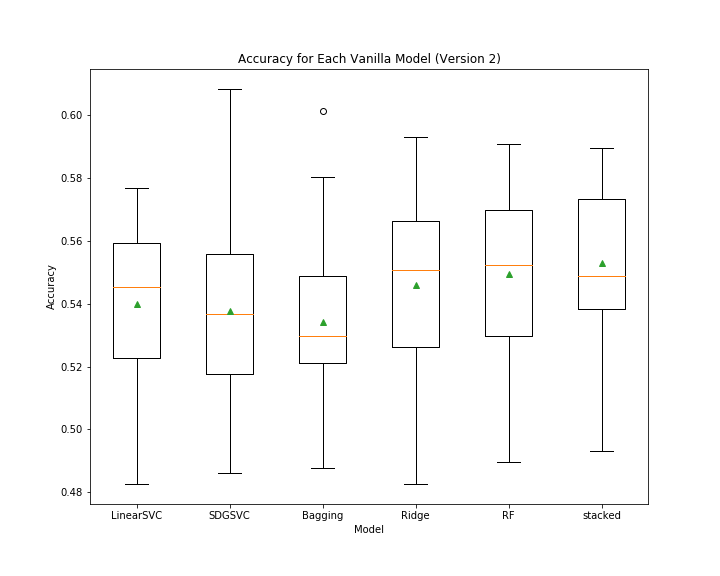 Accuracy for Each Vanilla Model (Version 2)
0.60
0.58
0.56
0.54
0.52
0.50
0.48
Accuracy
LinearSVC SDGSVC Bagging Ridge RF stacked
Model